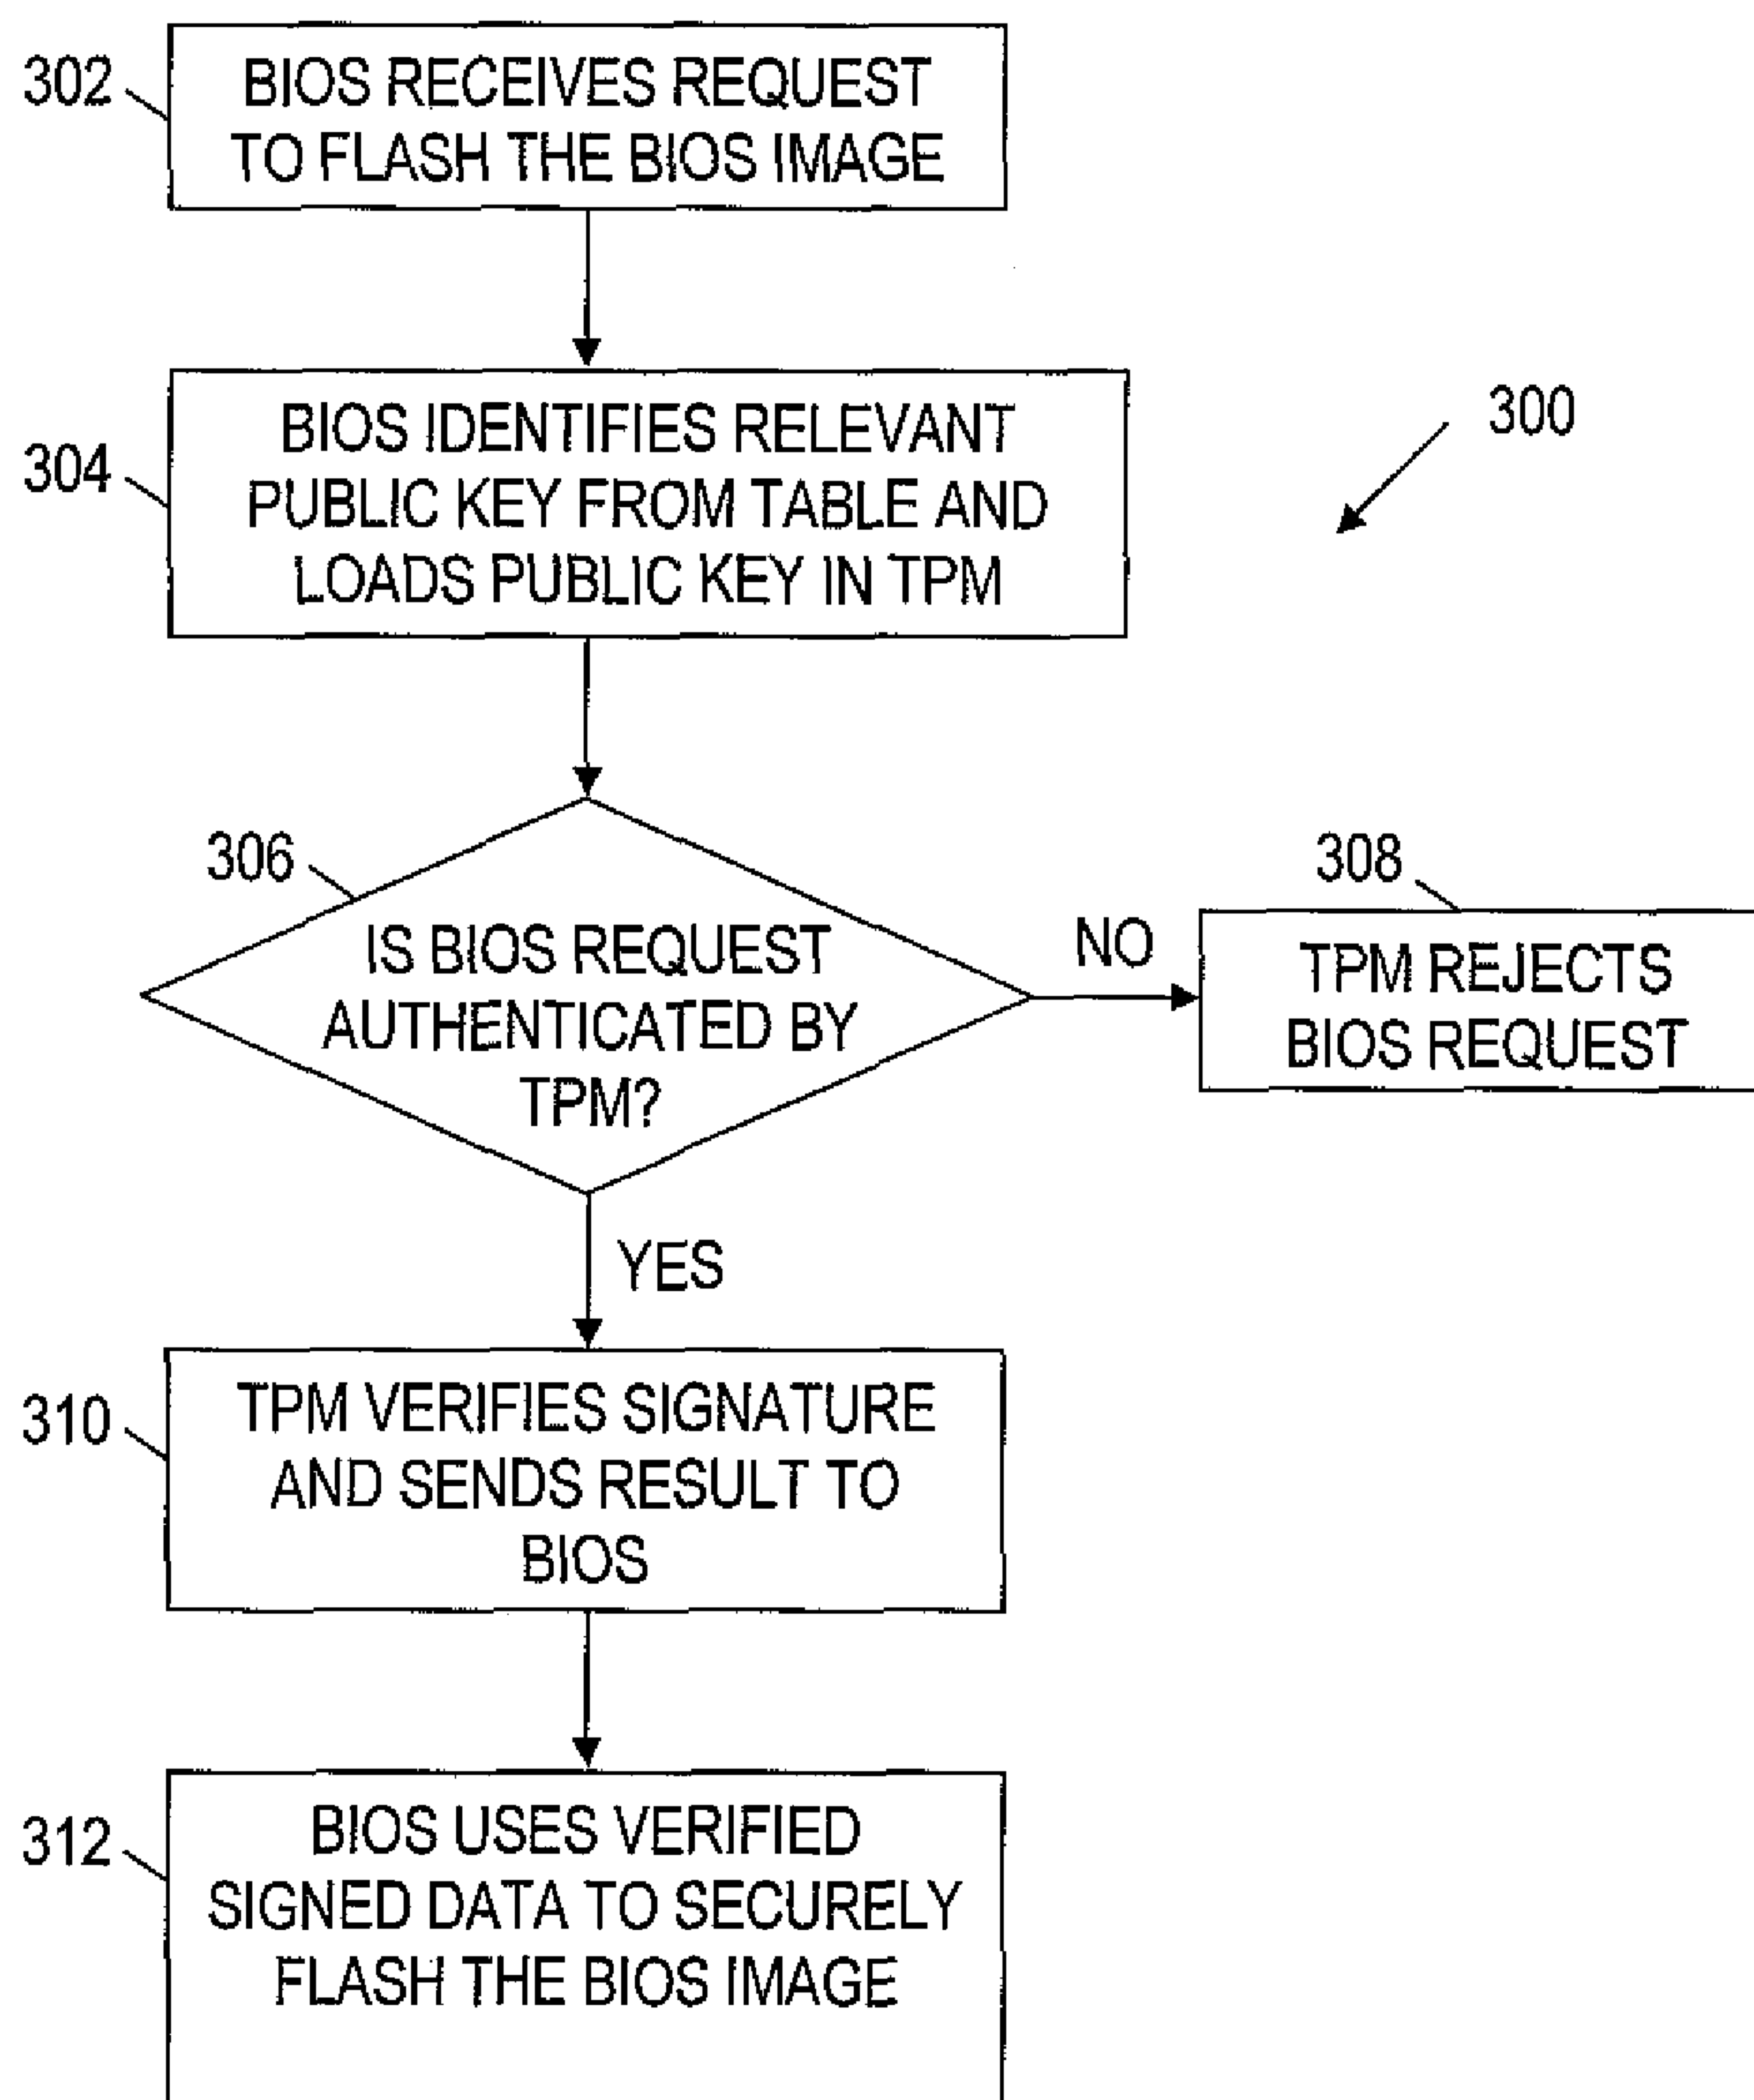 302
BIOS RECEIVES REQUEST
TO FLASH THE BIOS IMAGE
304
BIOS IDENTIFIES RELEVANT
PUBLIC KEY FROM TABLE AND
LOADS PUBLIC KEY IN TPM
300
306
IS BIOS REQUEST
AUTHENTICATED BY
TPM?
NO
308
TPM REJECTS
BIOS REQUEST
YES
310
TPM VERIFIES SIGNATURE
AND SENDS RESULT TO
BIOS
312
BIOS USES VERIFIED
SIGNED DATA TO SECURELY
FLASH THE BIOS IMAGE